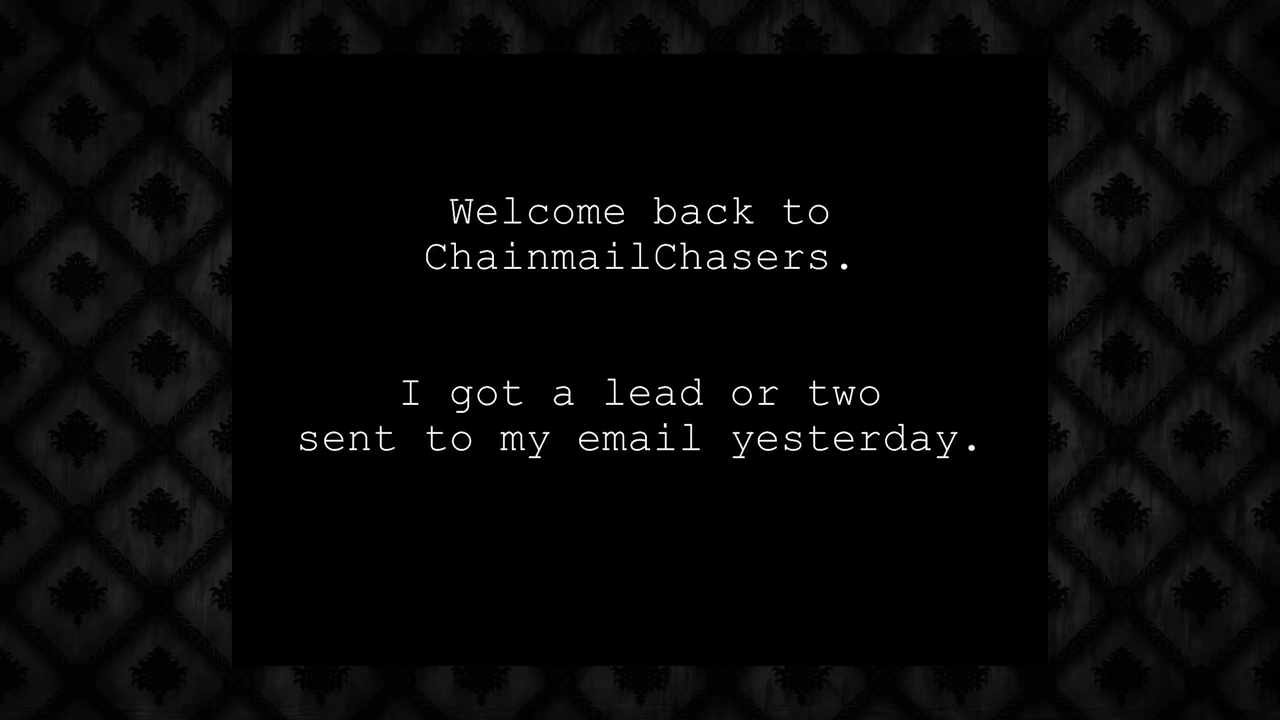 Welcome back to
ChainmailChasers.
I got a lead or two
sent to my email yesterday.